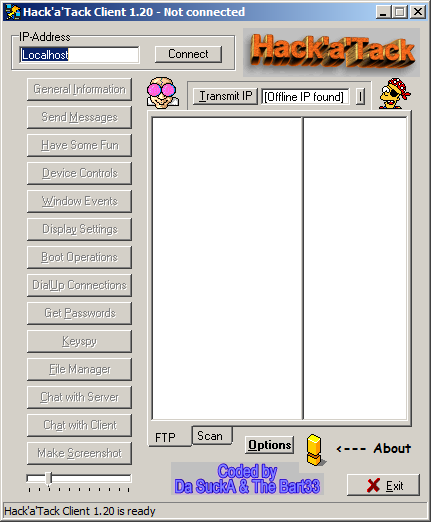 Hack'a'Tack Client 1.20 - Not connected
IP-Address
Localhost
Connect
Hack'a'Tack
General Information
Transmit IP
[Offline IP found]
I
Send Messages
Have Some Fun
Device Controls
Window Events
Display Settings
Boot Operations
DialUp Connections
Get Passwords
Keyspy
File Manager
Chat with Server
Chat with Client
Make Screenshot
FTP
Scan
Options
<--- About
Coded by
Da SuckA & The Bart33
Exit
Hack'aTack Client 1.20 is ready